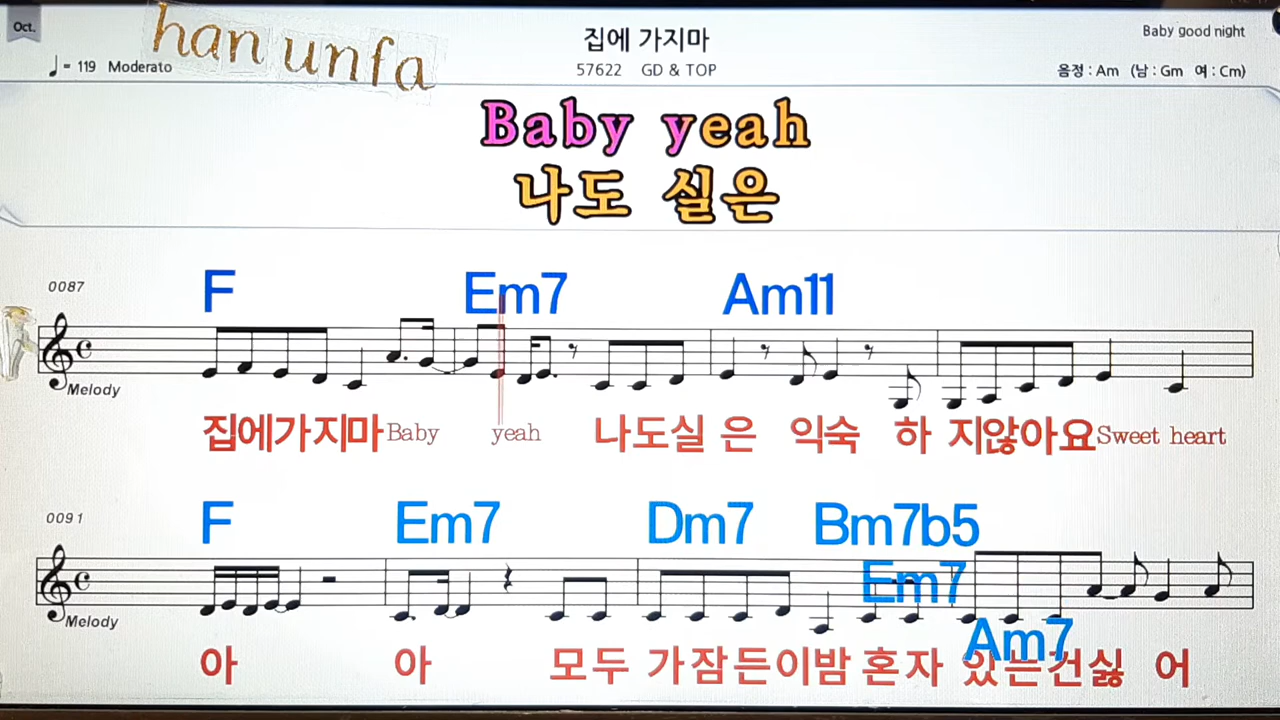 Oct.
han unfa
집에 가지마
Baby good night
♩= 119 Moderato
57622 GD & TOP
음정 : Am (남 : Gm 여 : Cm)
Baby yeah
나도 실은
0087
F Em7 Am11
Melody
집에가지마 Baby yeah 나도실 은 익숙 하 지않아요 Sweet heart
0091
F Em7 Dm7 Bm7b5
Em7
Melody
Am7
아 아 모두 가잠든이밤 혼자 있는건싫 어